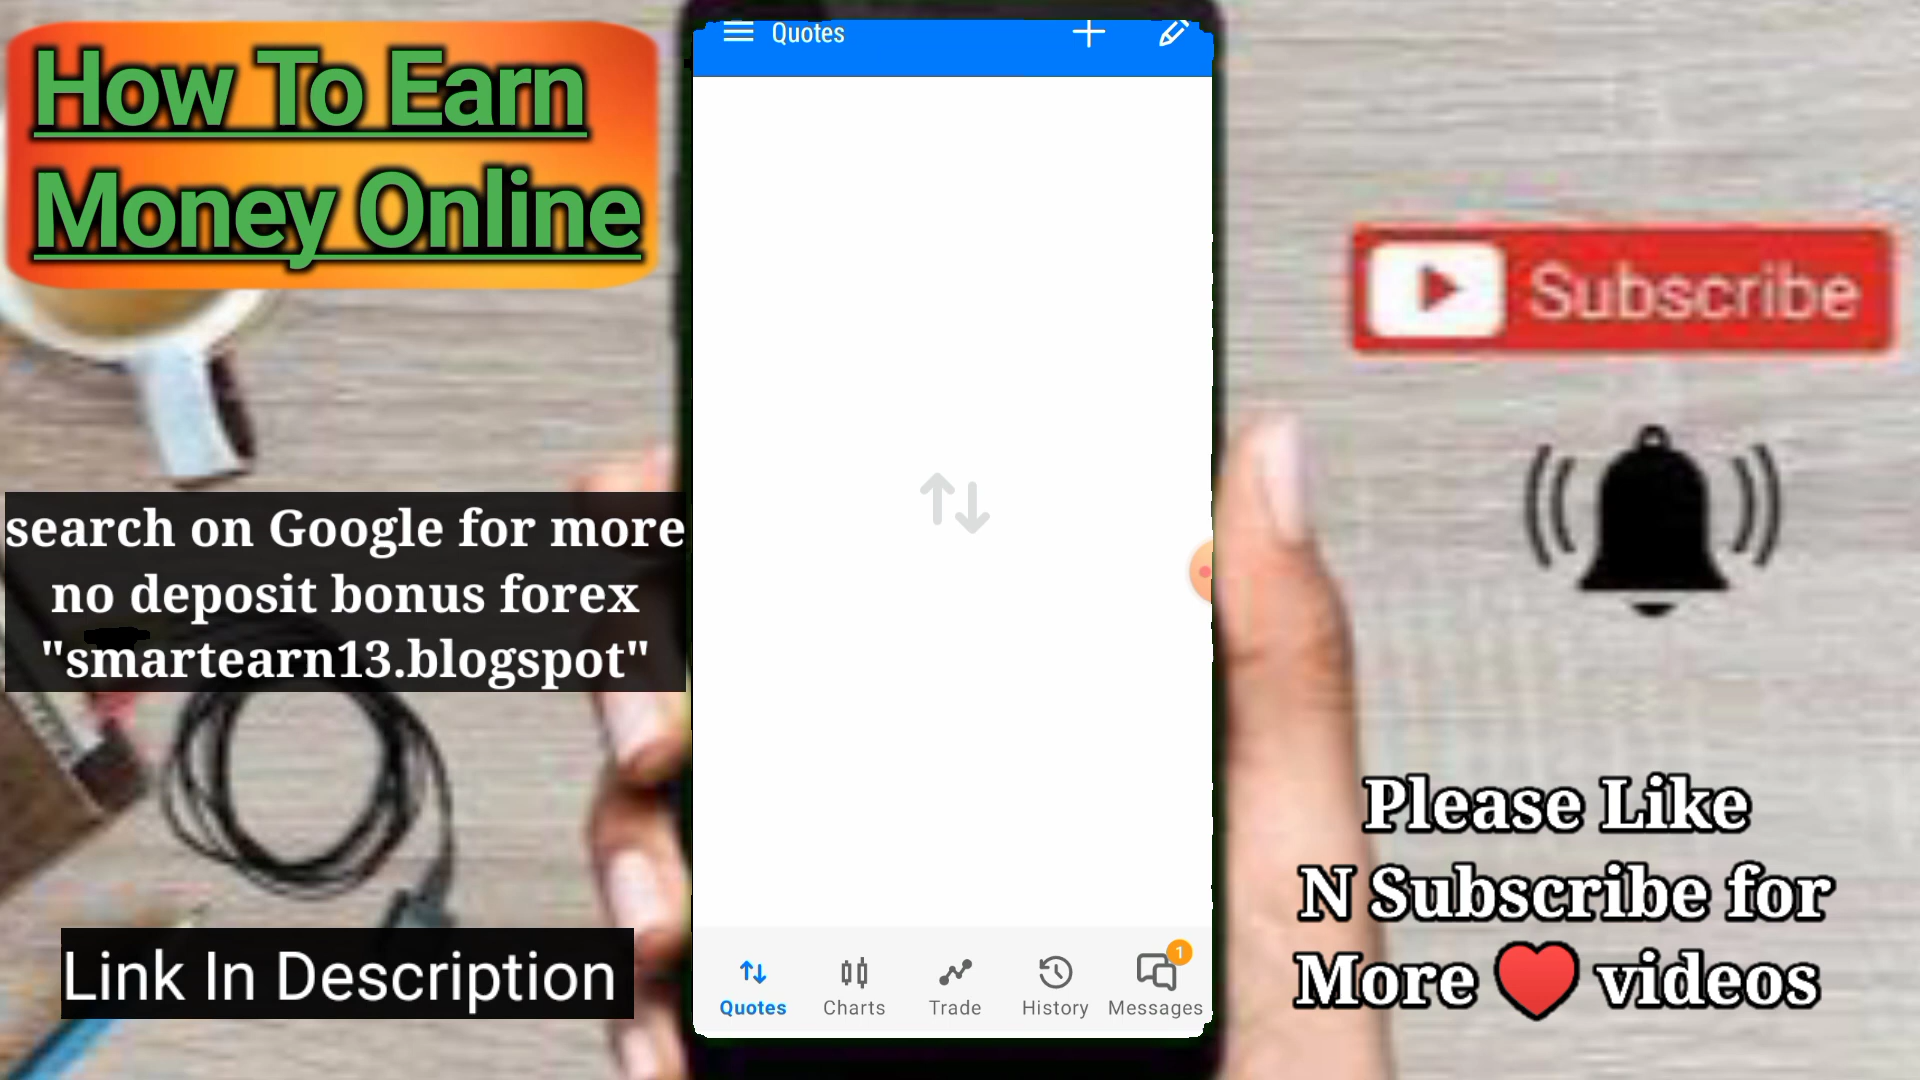 How To Earn
Money Online
search on Google for more
no deposit bonus forex
"smartearn13.blogspot"
Link In Description
Quotes
1
Quotes
Charts
Trade
History
Messages
Subscribe
Please Like
N Subscribe for
More ❤️ videos